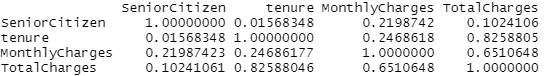 SeniorCitizen tenure MonthlyCharges TotalCharges
SeniorCitizen 1.00000000 0.01568348 0.2198742 0.1024106
tenure 0.01568348 1.00000000 0.2468618 0.8258805
MonthlyCharges 0.21987423 0.24686177 1.0000000 0.6510648
TotalCharges 0.10241061 0.82588046 0.6510648 1.0000000